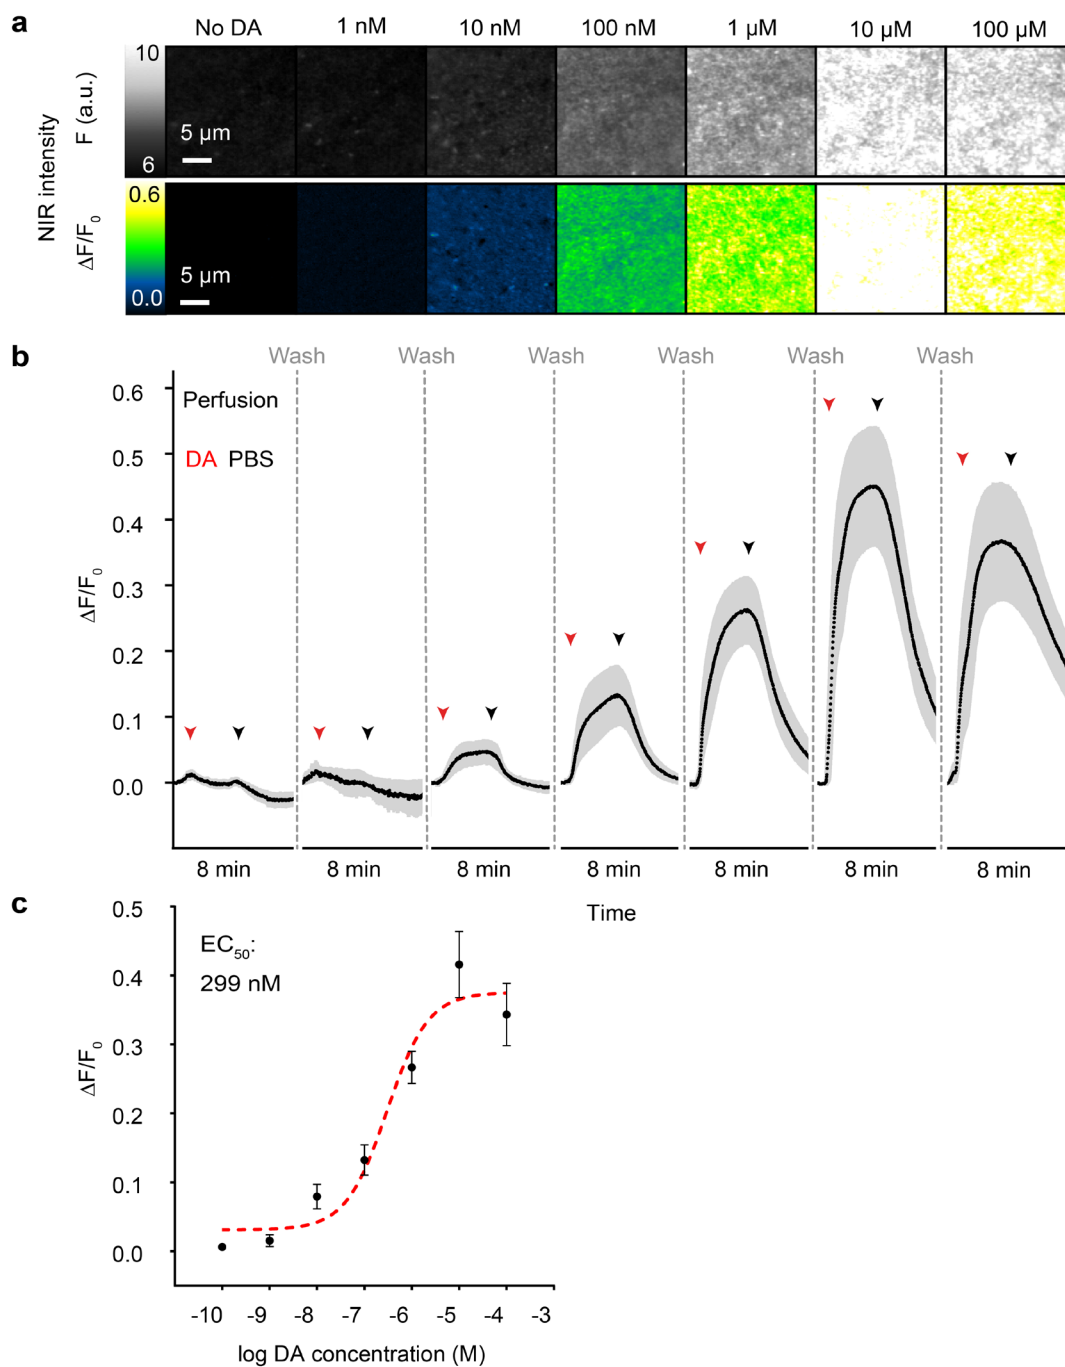 a
No DA 1 nM 10 nM 100 nM 1 µM 10 µM 100 µM
NIR intensity
F (a.u.)
10
6
5 µm
ΔF/F0
0.6
0.0
5 µm
b
Wash Wash Wash Wash Wash Wash
Perfusion
DA PBS
ΔF/F0
0.6
0.5
0.4
0.3
0.2
0.1
0.0
8 min 8 min 8 min 8 min 8 min 8 min 8 min
Time
c
EC50:
299 nM
ΔF/F0
0.5
0.4
0.3
0.2
0.1
0.0
-10 -9 -8 -7 -6 -5 -4 -3
log DA concentration (M)